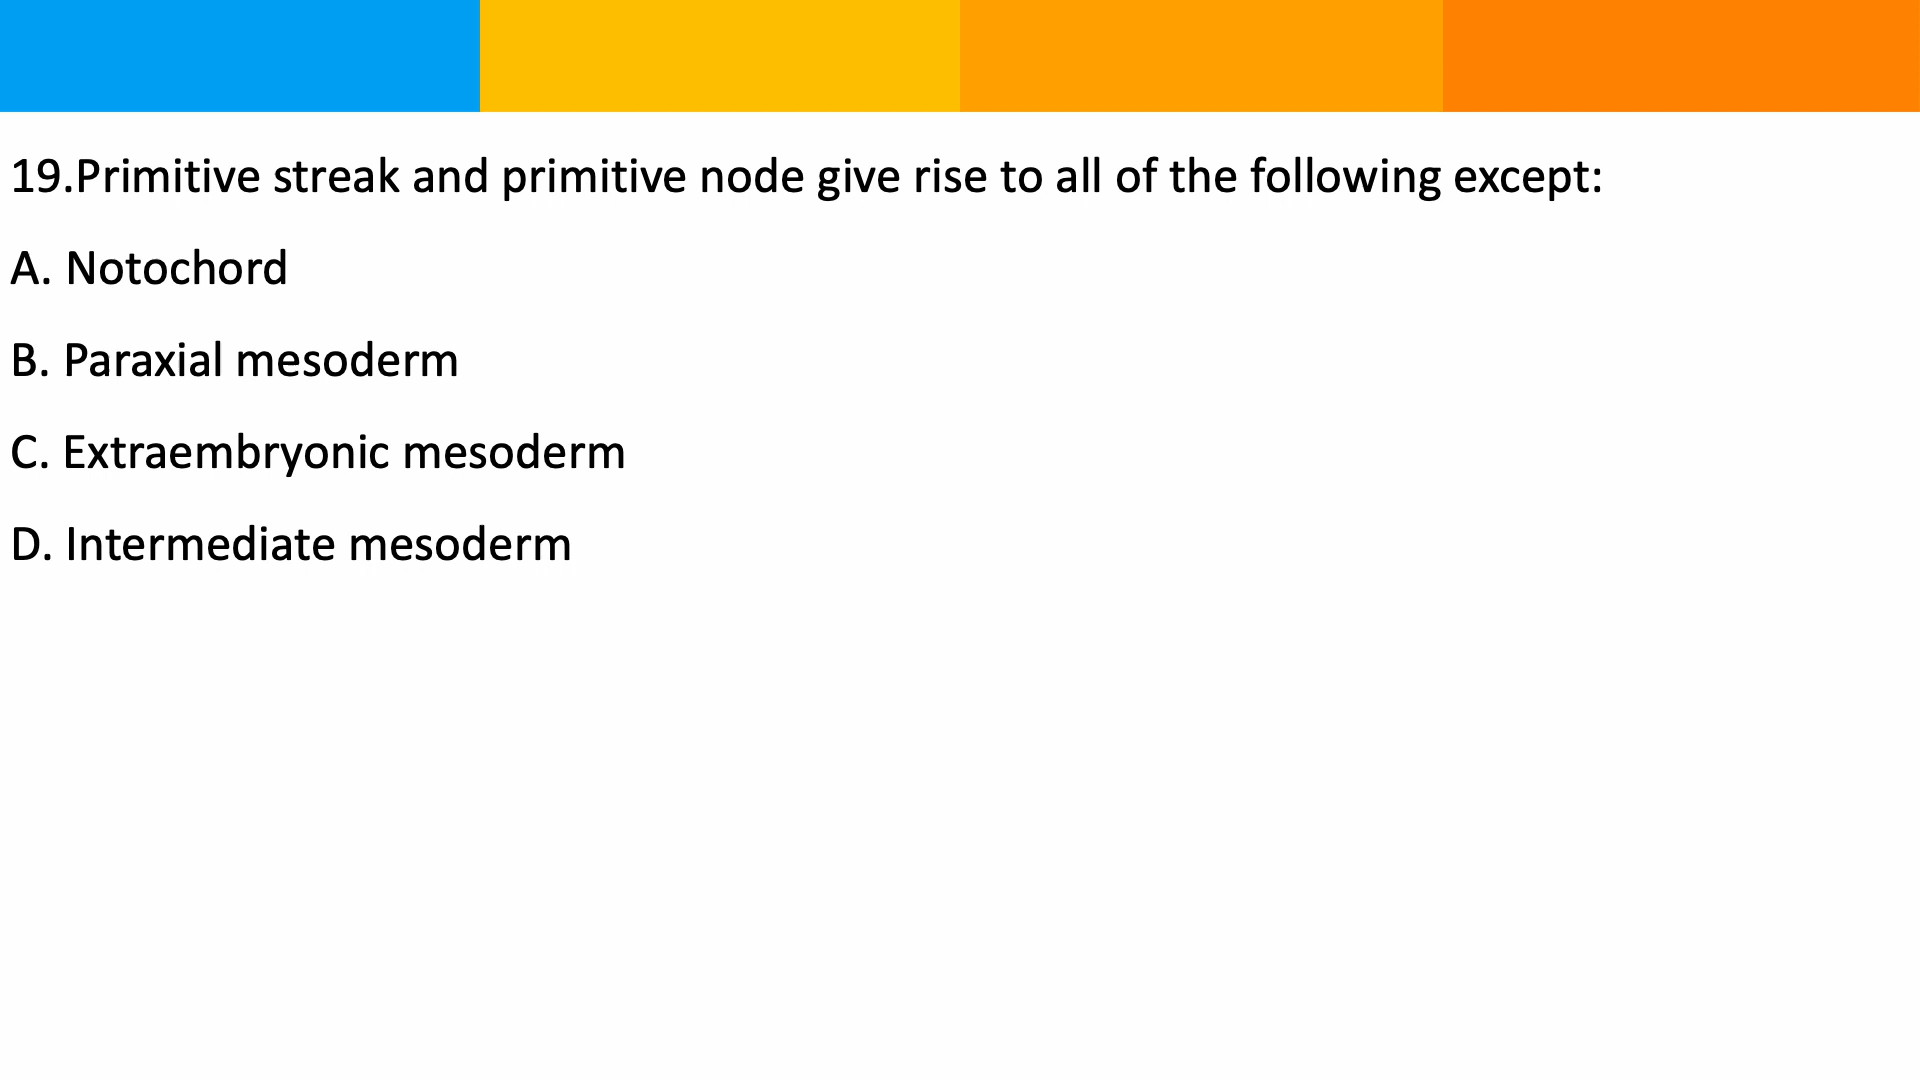 19.Primitive streak and primitive node give rise to all of the following except:
A. Notochord
B. Paraxial mesoderm
C. Extraembryonic mesoderm
D. Intermediate mesoderm